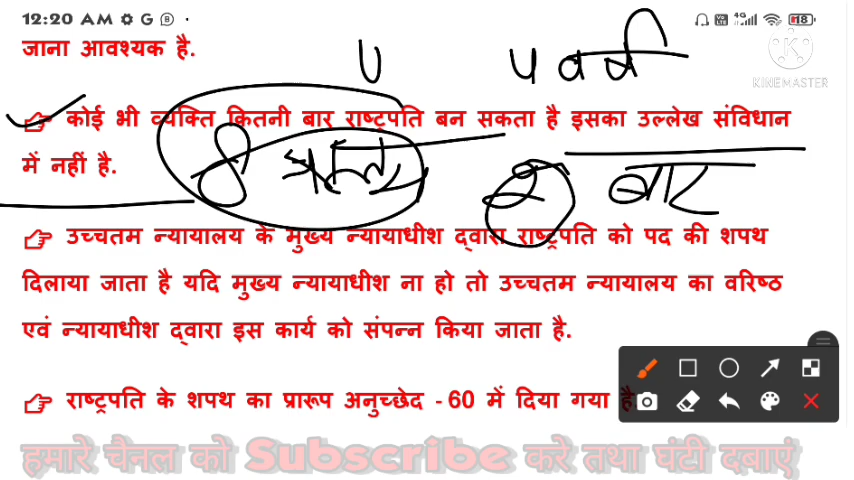 12:20 AM G
4G 18
जाना आवश्यक है.
KINEMASTER
5 वर्ष
कोई भी व्यक्ति कितनी बार राष्ट्रपति बन सकता है इसका उल्लेख संविधान
में नहीं है.
बार
उच्चतम न्यायालय के मुख्य न्यायाधीश द्वारा राष्ट्रपति को पद की शपथ
दिलाया जाता है यदि मुख्य न्यायाधीश ना हो तो उच्चतम न्यायालय का वरिष्ठ
एवं न्यायाधीश द्वारा इस कार्य को संपन्न किया जाता है.
राष्ट्रपति के शपथ का प्रारूप अनुच्छेद - 60 में दिया गया है
हमारे चैनल को Subscribe करे तथा घंटी दबाएं